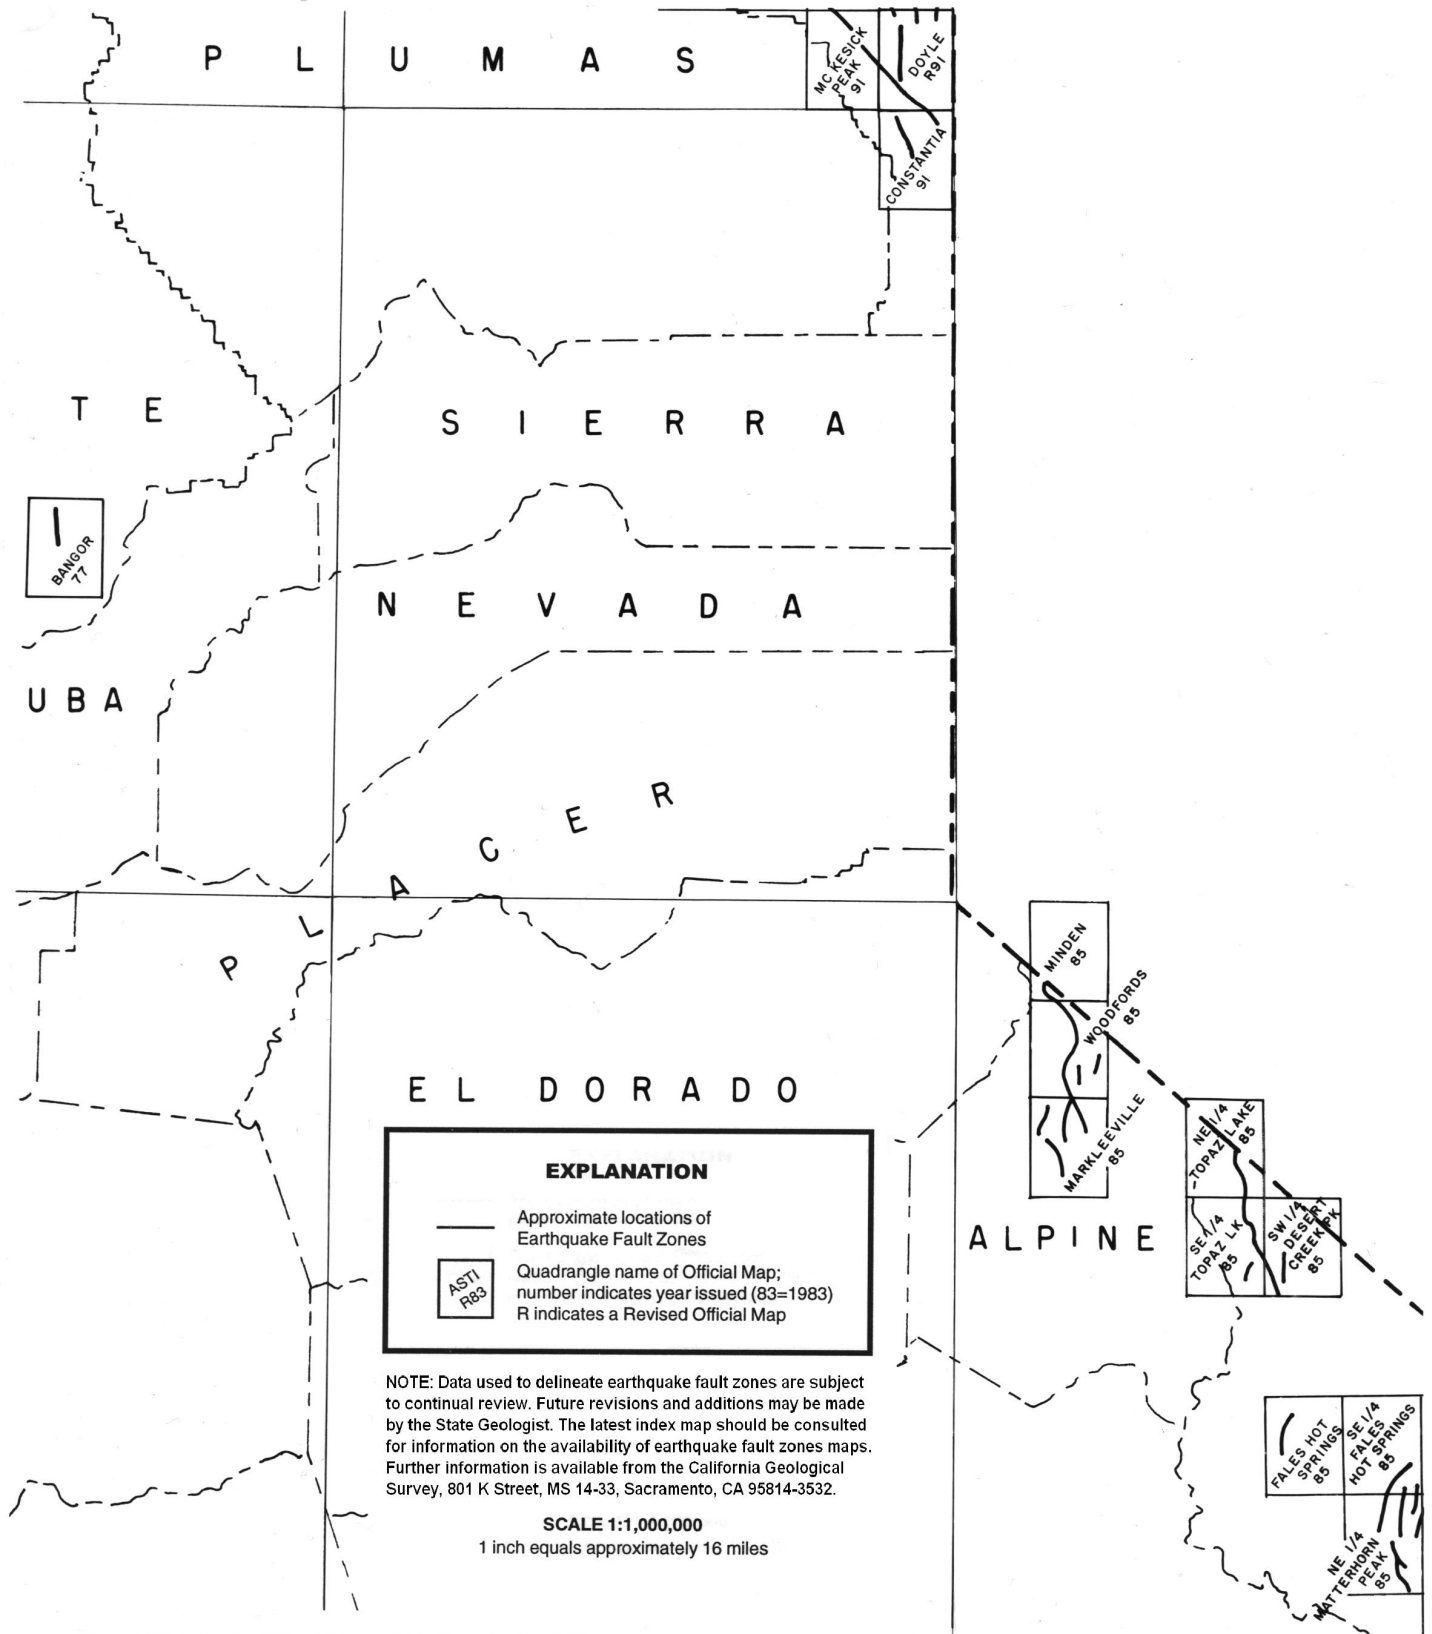 P L U M A S
MC KESICK
PEAK
91
DOYLE
R91
CONSTANTIA
91
T E
S I E R R A
BANGOR
77
N E V A D A
U B A
P L A C E R
MINDEN
85
WOODFORDS
85
EL DORADO
MARKLEEVILLE
85
NE 1/4
TOPAZ LAKE
85
ALPINE
SE 1/4
TOPAZ LK
85
SW 1/4
DESERT
CREEK PK
85
EXPLANATION
Approximate locations of
Earthquake Fault Zones
ASTI
R83
Quadrangle name of Official Map;
number indicates year issued (83=1983)
R indicates a Revised Official Map
NOTE: Data used to delineate earthquake fault zones are subject
to continual review. Future revisions and additions may be made
by the State Geologist. The latest index map should be consulted
for information on the availability of earthquake fault zones maps.
Further information is available from the California Geological
Survey, 801 K Street, MS 14-33, Sacramento, CA 95814-3532.
SCALE 1:1,000,000
1 inch equals approximately 16 miles
FALES HOT
SPRINGS
85
SE 1/4
FALES
HOT SPRINGS
85
NE 1/4
MATTERHORN
PEAK
85